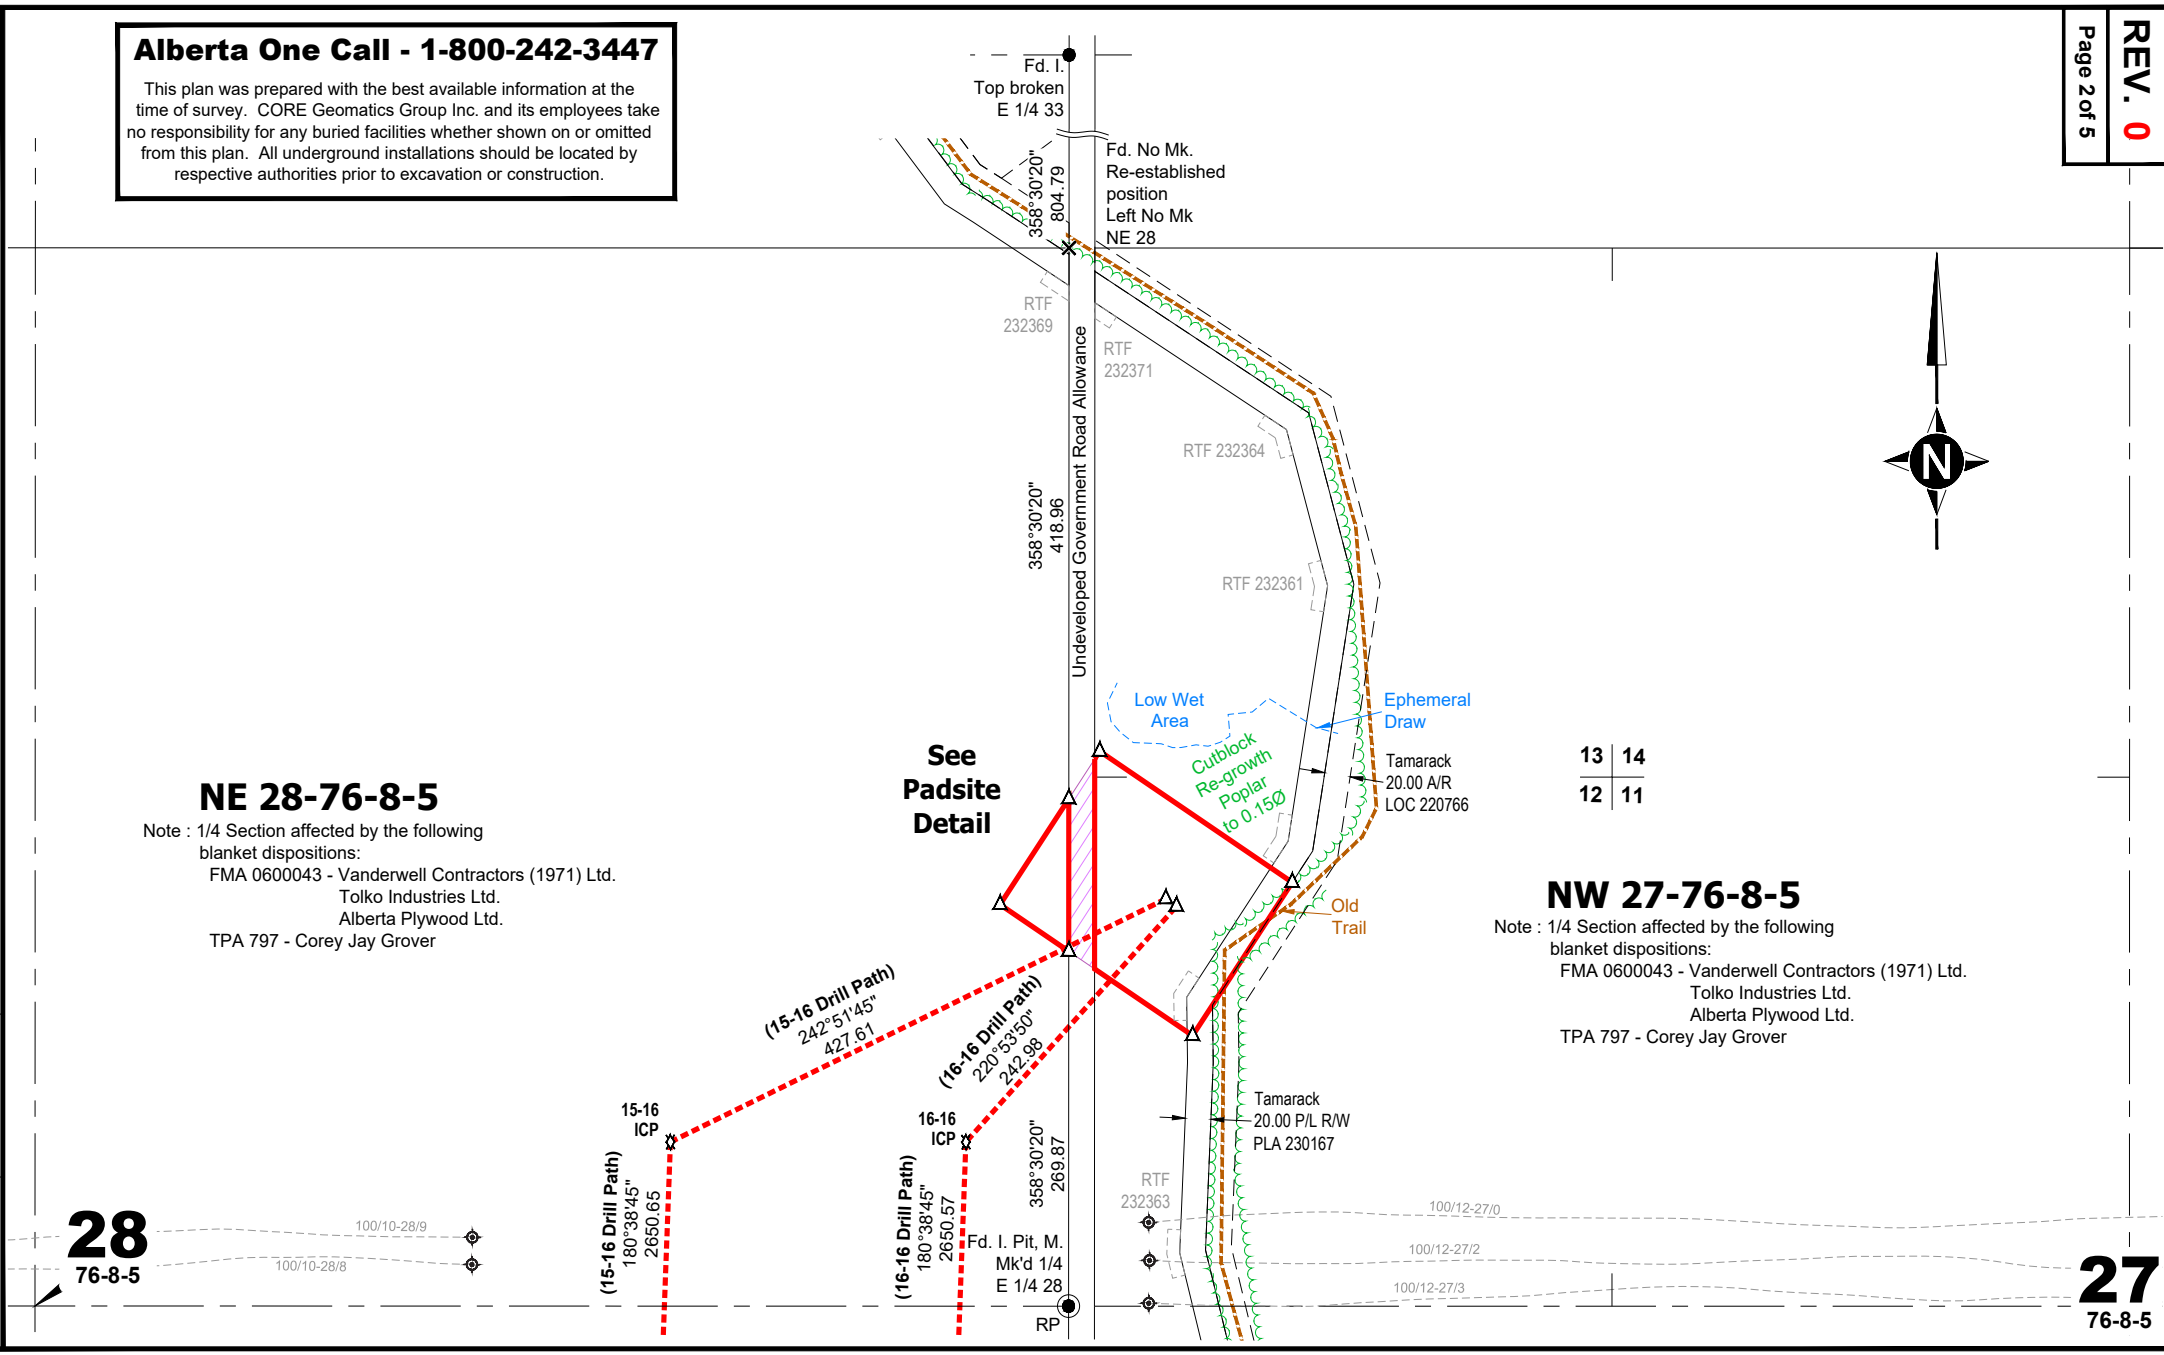 Alberta One Call - 1-800-242-3447
This plan was prepared with the best available information at the
time of survey.  CORE Geomatics Group Inc. and its employees take
no responsibility for any buried facilities whether shown on or omitted
from this plan.  All underground installations should be located by
respective authorities prior to excavation or construction.
REV. 0
Page 2 of 5
Fd. I.
Top broken
E 1/4 33
358°30'20"
804.79
Fd. No Mk.
Re-established
position
Left No Mk
NE 28
RTF
232369
RTF
232371
Undeveloped Government Road Allowance
RTF 232364
N
358°30'20"
418.96
RTF 232361
Low Wet
Area
Ephemeral
Draw
Cutblock
Re-growth
Poplar
to 0.15Ø
See
Padsite
Detail
Tamarack
20.00 A/R
LOC 220766
13 14
12 11
NE 28-76-8-5
Note : 1/4 Section affected by the following
blanket dispositions:
FMA 0600043 - Vanderwell Contractors (1971) Ltd.
Tolko Industries Ltd.
Alberta Plywood Ltd.
TPA 797 - Corey Jay Grover
NW 27-76-8-5
Note : 1/4 Section affected by the following
blanket dispositions:
FMA 0600043 - Vanderwell Contractors (1971) Ltd.
Tolko Industries Ltd.
Alberta Plywood Ltd.
TPA 797 - Corey Jay Grover
Old
Trail
(15-16 Drill Path)
242°51'45"
427.61
(16-16 Drill Path)
220°53'50"
242.98
15-16
ICP
16-16
ICP
(15-16 Drill Path)
180°38'45"
2650.65
(16-16 Drill Path)
180°38'45"
2650.57
358°30'20"
269.87
Tamarack
20.00 P/L R/W
PLA 230167
RTF
232363
Fd. I. Pit, M.
Mk'd 1/4
E 1/4 28
RP
28
76-8-5
100/10-28/9
100/10-28/8
100/12-27/0
100/12-27/2
100/12-27/3
27
76-8-5